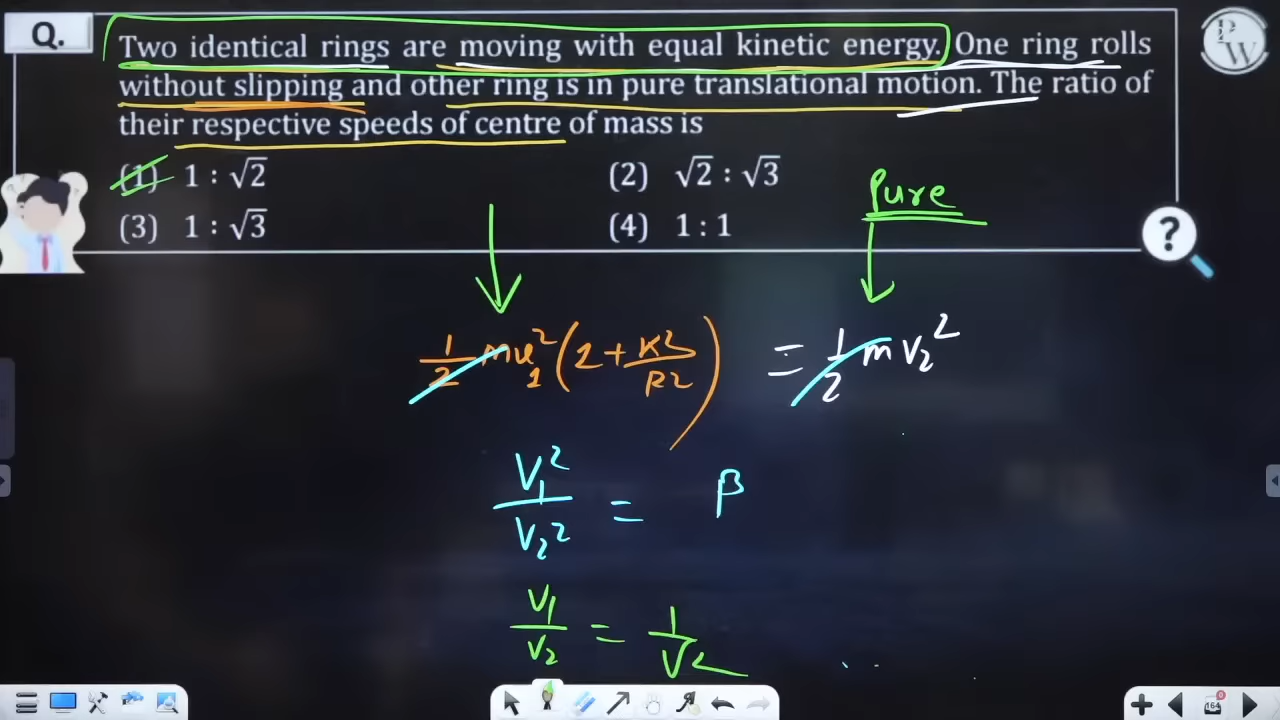 Q.
Two identical rings are moving with equal kinetic energy. One ring rolls
without slipping and other ring is in pure translational motion. The ratio of
their respective speeds of centre of mass is
(1) 1 : √2
(2) √2 : √3
(3) 1 : √3
(4) 1 : 1
PW
?
Pure
1/2 mv₁² (1 + K²/R²) = 1/2 m v₂²
V₁²/V₂² = β
V₁/V₂ = 1/√2
164